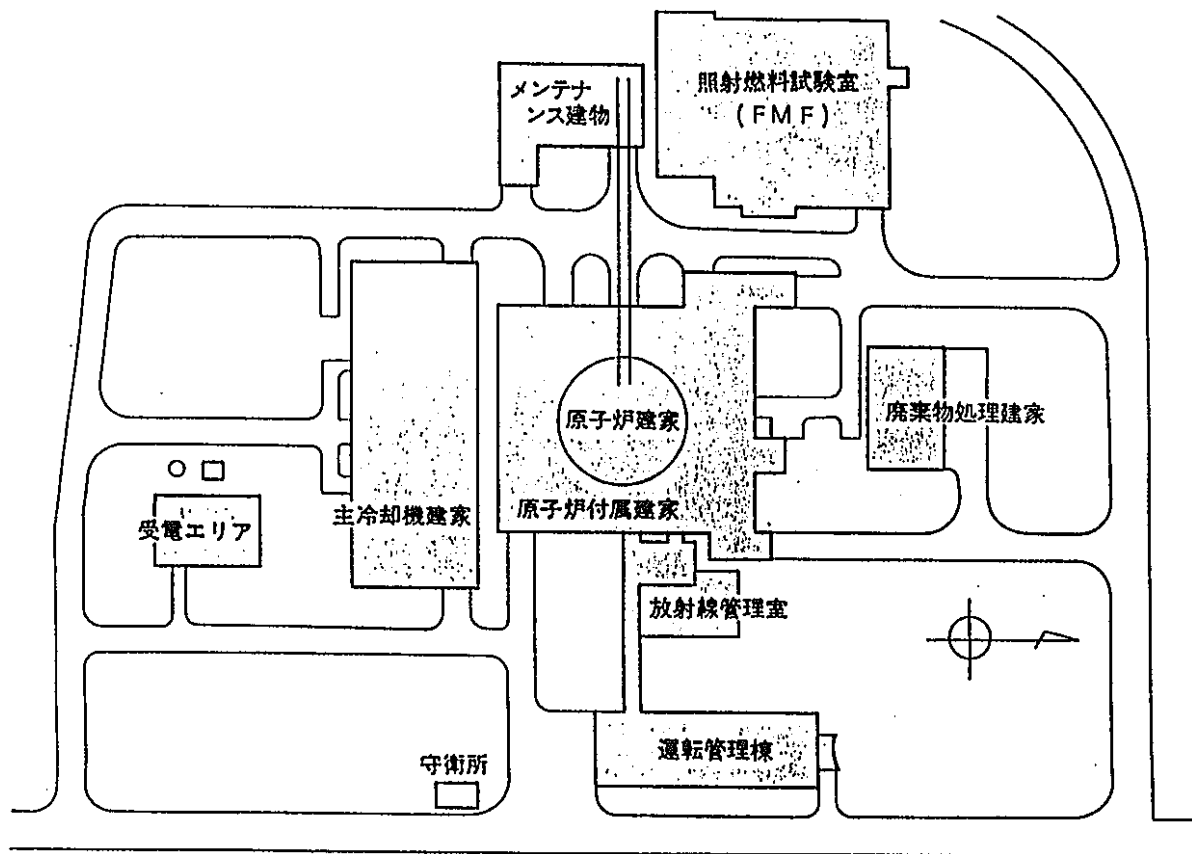 メンテナ
ンス建物
照射燃料試験室
(FMF)
原子炉建家
廃棄物処理建家
原子炉付属建家
主冷却機建家
受電エリア
放射線管理室
運転管理棟
守衛所